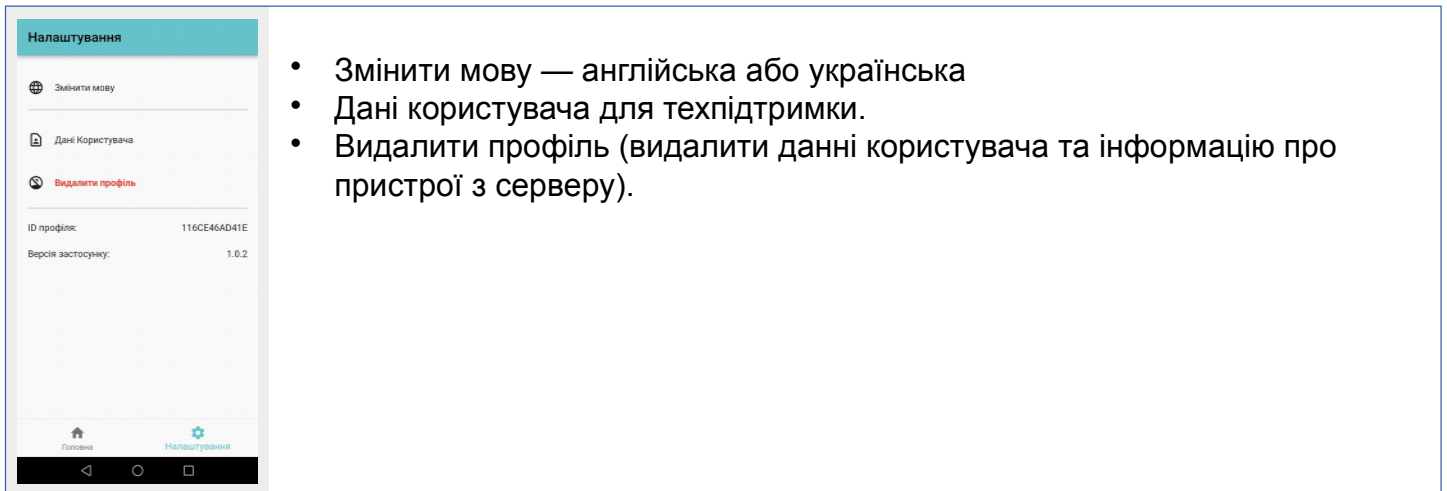 Налаштування
Змінити мову
Дані Користувача
Видалити профіль
ID профіля: 116CE46AD41E
Версія застосунку: 1.0.2
Головна Налаштування
• Змінити мову — англійська або українська
• Дані користувача для техпідтримки.
• Видалити профіль (видалити данні користувача та інформацію про
пристрої з серверу).